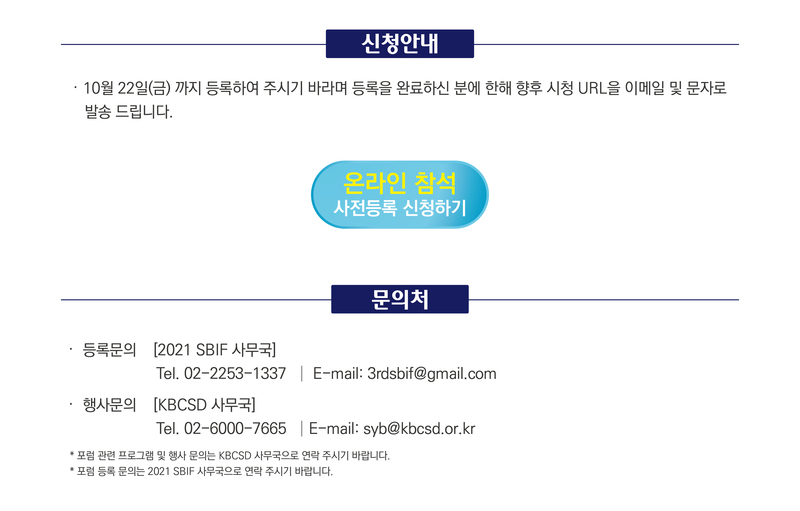 신청안내
· 10월 22일(금) 까지 등록하여 주시기 바라며 등록을 완료하신 분에 한해 향후 시청 URL을 이메일 및 문자로
발송 드립니다.
온라인 참석
사전등록 신청하기
문의처
· 등록문의 [2021 SBIF 사무국]
Tel. 02-2253-1337 | E-mail: 3rdsbif@gmail.com
· 행사문의 [KBCSD 사무국]
Tel. 02-6000-7665 | E-mail: syb@kbcsd.or.kr
* 포럼 관련 프로그램 및 행사 문의는 KBCSD 사무국으로 연락 주시기 바랍니다.
* 포럼 등록 문의는 2021 SBIF 사무국으로 연락 주시기 바랍니다.